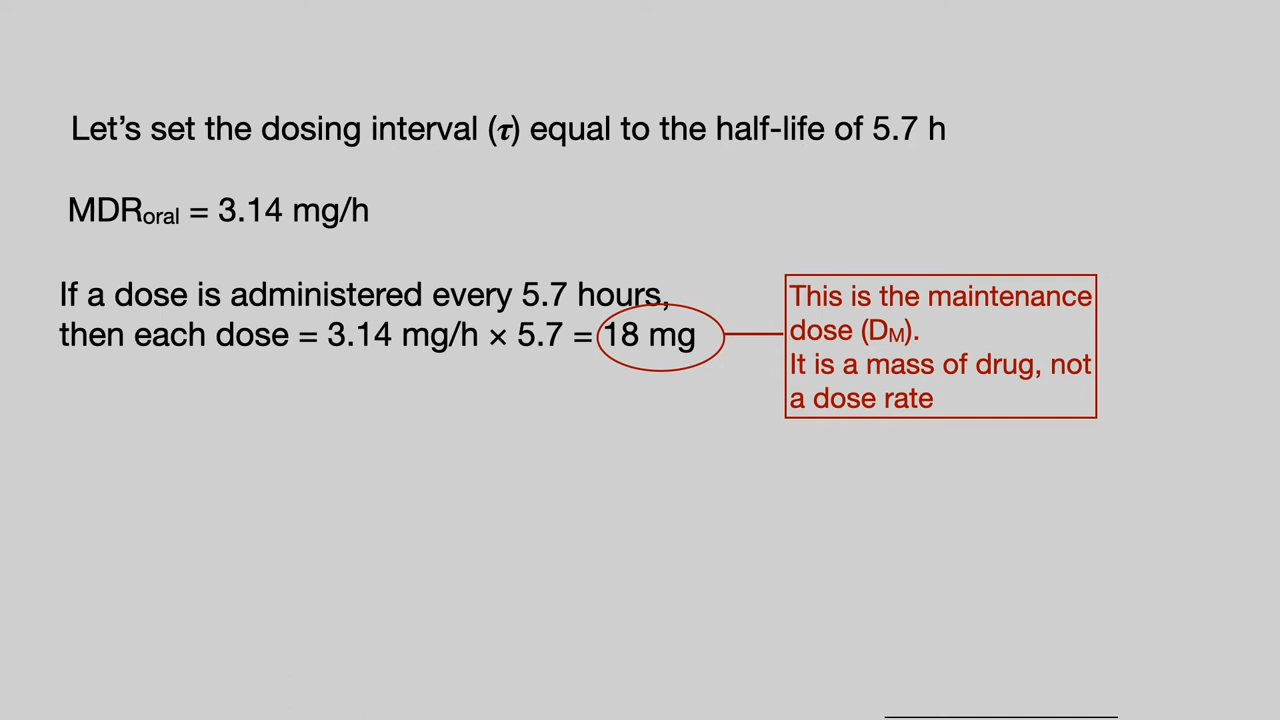 Let's set the dosing interval (τ) equal to the half-life of 5.7 h
MDRoral = 3.14 mg/h
If a dose is administered every 5.7 hours,
then each dose = 3.14 mg/h × 5.7 = 18 mg
This is the maintenance
dose (DM).
It is a mass of drug, not
a dose rate